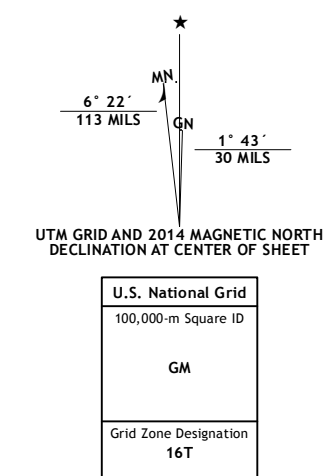 ★
MN.
6° 22´
113 MILS
GN
1° 43´
30 MILS
UTM GRID AND 2014 MAGNETIC NORTH
DECLINATION AT CENTER OF SHEET
U.S. National Grid
100,000-m Square ID
GM
Grid Zone Designation
16T